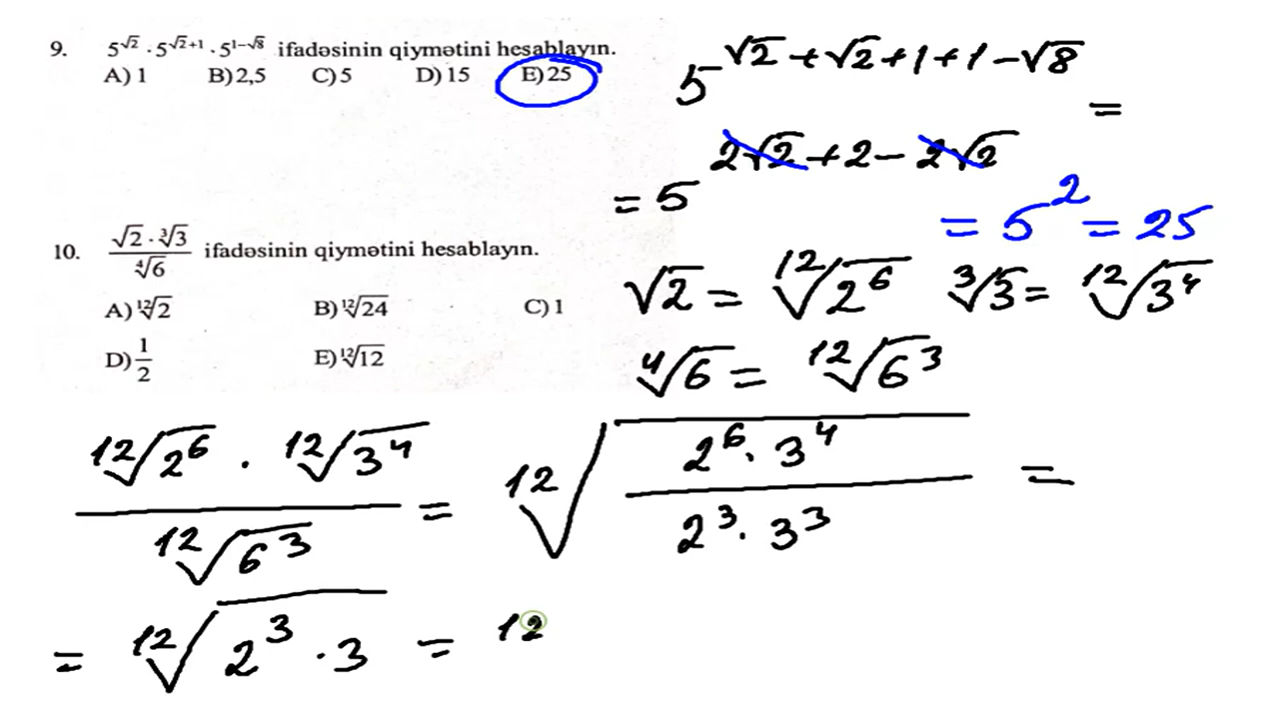 9. 5^{√2} · 5^{√2+1} · 5^{1−√8} ifadəsinin qiymətini hesablayın.
A) 1 B) 2,5 C) 5 D) 15 E) 25
5^{√2+√2+1+1−√8} =
= 5^{2√2+2−2√2}
= 5² = 25
10. (√2 · ∛3)/∜6 ifadəsinin qiymətini hesablayın.
A) ¹²√2 B) ¹²√24 C) 1
D) 1/2 E) ¹²√12
√2 = ¹²√(2⁶) ³√3 = ¹²√(3⁴)
⁴√6 = ¹²√(6³)
(¹²√(2⁶) · ¹²√(3⁴))/¹²√(6³) = ¹²√((2⁶ · 3⁴)/(2³ · 3³)) =
= ¹²√(2³ · 3) = 12